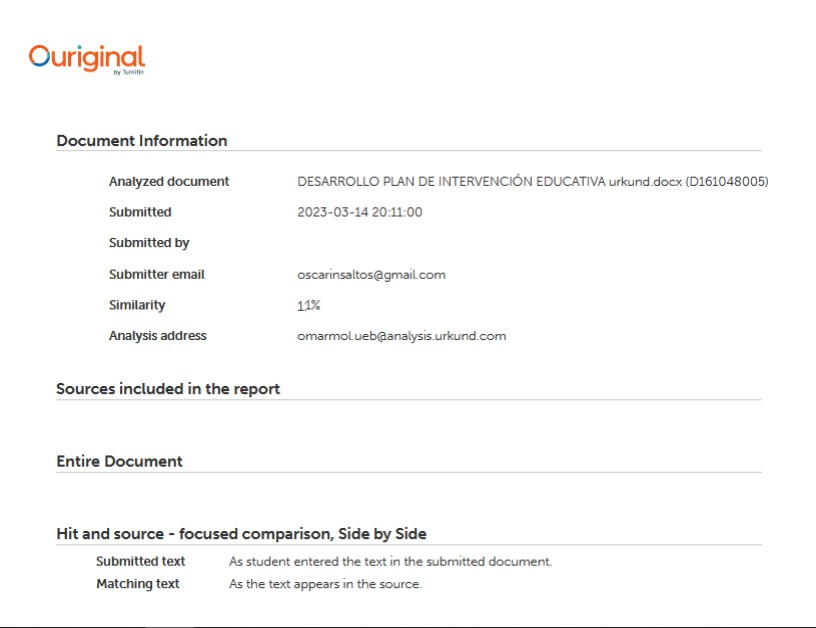 Ouriginal
by Turnitin
Document Information
Analyzed document DESARROLLO PLAN DE INTERVENCIÓN EDUCATIVA urkund.docx (D161048005)
Submitted 2023-03-14 20:11:00
Submitted by
Submitter email oscarinsaltos@gmail.com
Similarity 11%
Analysis address omarmol.ueb@analysis.urkund.com
Sources included in the report
Entire Document
Hit and source - focused comparison, Side by Side
Submitted text As student entered the text in the submitted document.
Matching text As the text appears in the source.